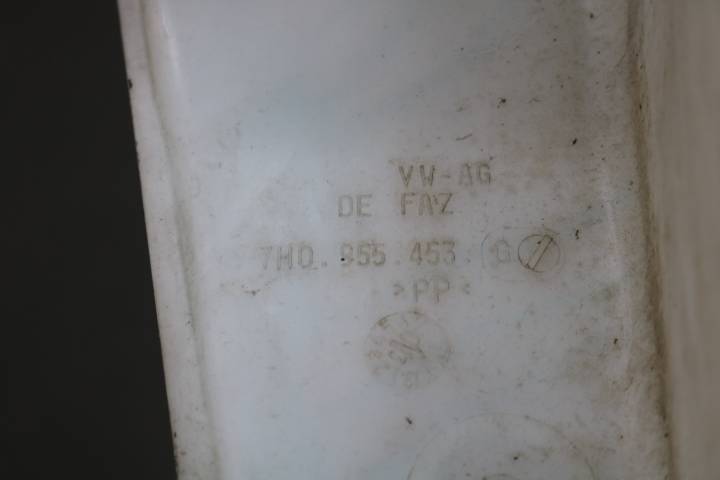 VW-AG
DE FAZ
7H0.955.453.G
>PP<